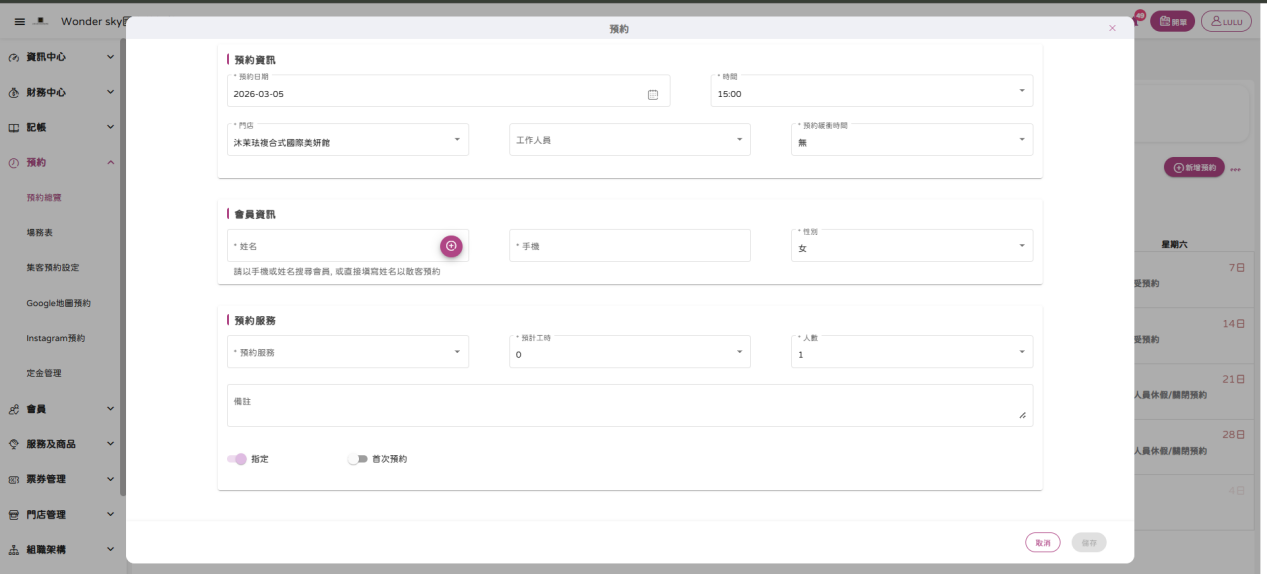 Wonder sky
49
開單
LULU
資訊中心
財務中心
記帳
預約
預約總覽
場務表
集客預約設定
Google地圖預約
Instagram預約
定金管理
會員
服務及商品
票券管理
門店管理
組職架構
預約
×
預約資訊
* 預約日期
2026-03-05
* 時間
15:00
* 門店
沐茉珐複合式國際美妍館
工作人員
* 預約緩衝時間
無
會員資訊
* 姓名
* 手機
* 性別
女
請以手機或姓名搜尋會員, 或直接填寫姓名以散客預約
預約服務
* 預約服務
* 預計工時
0
* 人數
1
備註
指定
首次預約
取消
儲存
新增預約
星期六
7日
受預約
14日
受預約
21日
人員休假/關閉預約
28日
人員休假/關閉預約
4日